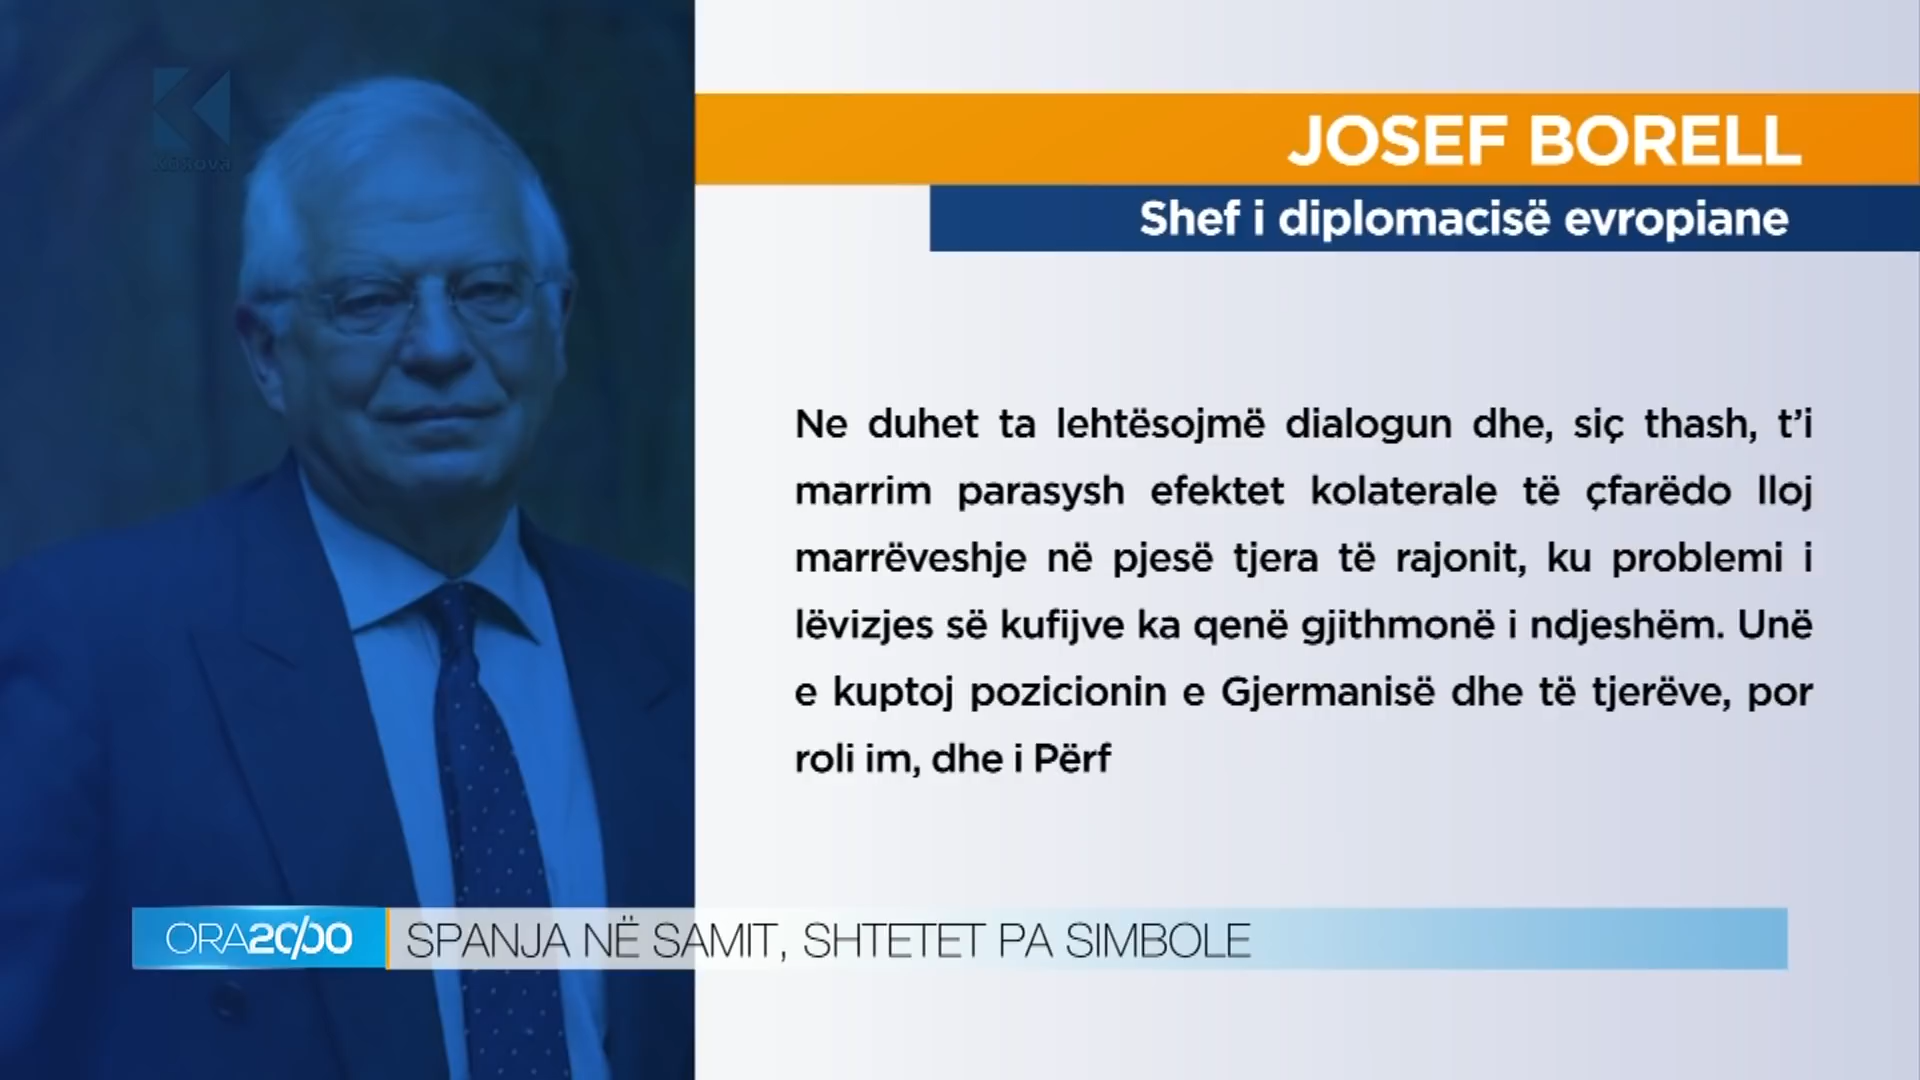 Kosova
JOSEF BORELL
Shef i diplomacisë evropiane
Ne duhet ta lehtësojmë dialogun dhe, siç thash, t’i
marrim parasysh efektet kolaterale të çfarëdo lloj
marrëveshje në pjesë tjera të rajonit, ku problemi i
lëvizjes së kufijve ka qenë gjithmonë i ndjeshëm. Unë
e kuptoj pozicionin e Gjermanisë dhe të tjerëve, por
roli im, dhe i Përf
ORA20/00 SPANJA NË SAMIT, SHTETET PA SIMBOLE